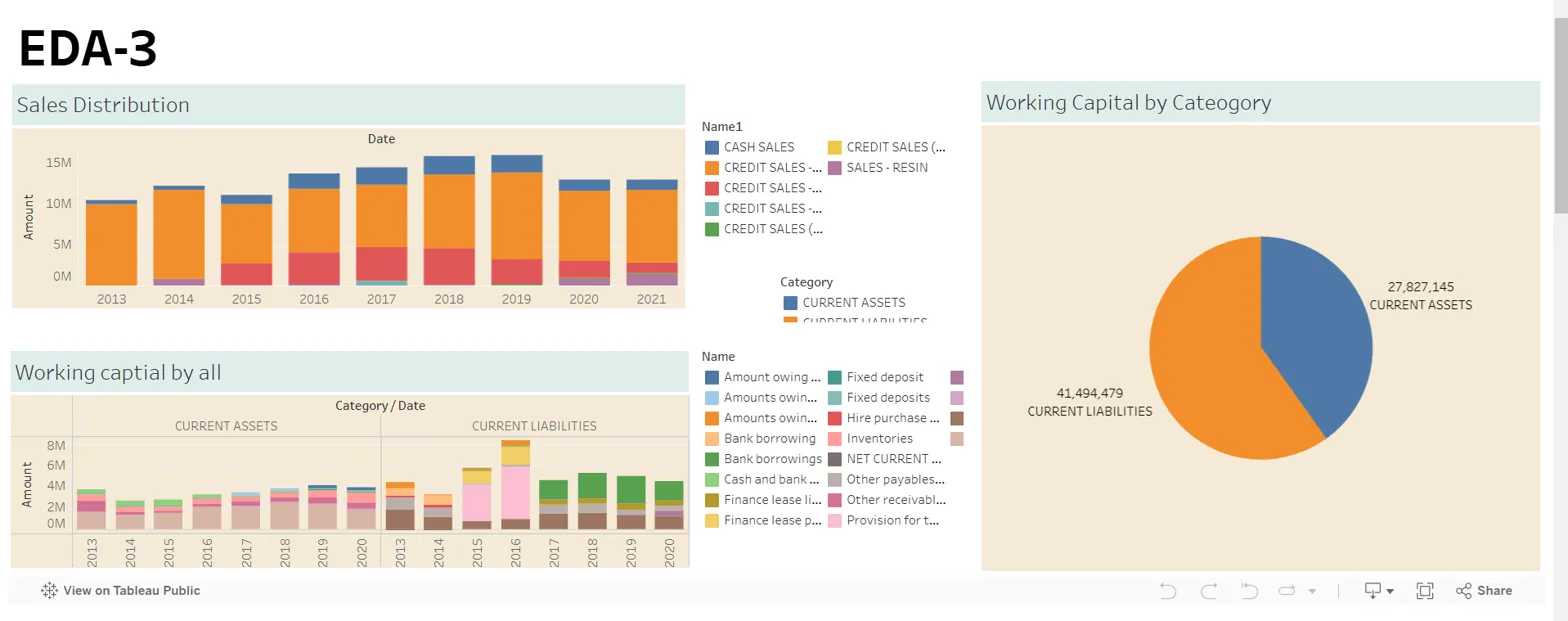 EDA-3
Sales Distribution
Date
Amount
15M
10M
5M
0M
2013 2014 2015 2016 2017 2018 2019 2020 2021
Name1
CASH SALES CREDIT SALES (...
CREDIT SALES -... SALES - RESIN
CREDIT SALES -...
CREDIT SALES -...
CREDIT SALES (...
Category
CURRENT ASSETS
CURRENT LIABILITIES
Working Capital by Cateogory
27,827,145
CURRENT ASSETS
41,494,479
CURRENT LIABILITIES
Working captial by all
Category / Date
CURRENT ASSETS CURRENT LIABILITIES
Amount
8M
6M
4M
2M
0M
2013 2014 2015 2016 2017 2018 2019 2020 2013 2014 2015 2016 2017 2018 2019 2020
Name
Amount owing ... Fixed deposit
Amounts owin... Fixed deposits
Amounts owin... Hire purchase ...
Bank borrowing Inventories
Bank borrowings NET CURRENT ...
Cash and bank ... Other payables...
Finance lease li... Other receivabl...
Finance lease p... Provision for t...
View on Tableau Public
Share